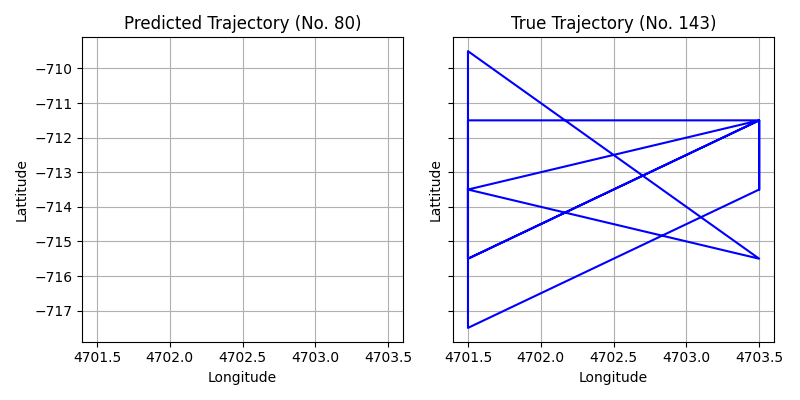 Predicted Trajectory (No. 80)
True Trajectory (No. 143)
−710
−711
−712
−713
−714
−715
−716
−717
Lattitude
Lattitude
4701.5 4702.0 4702.5 4703.0 4703.5
4701.5 4702.0 4702.5 4703.0 4703.5
Longitude
Longitude